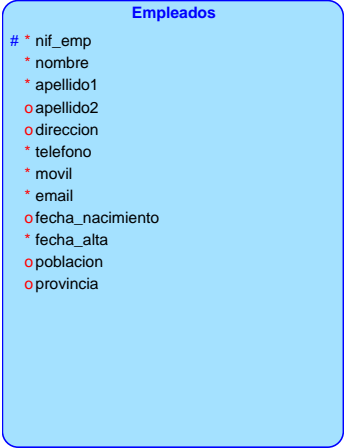 Empleados
# * nif_emp
* nombre
* apellido1
o apellido2
o direccion
* telefono
* movil
* email
o fecha_nacimiento
* fecha_alta
o poblacion
o provincia